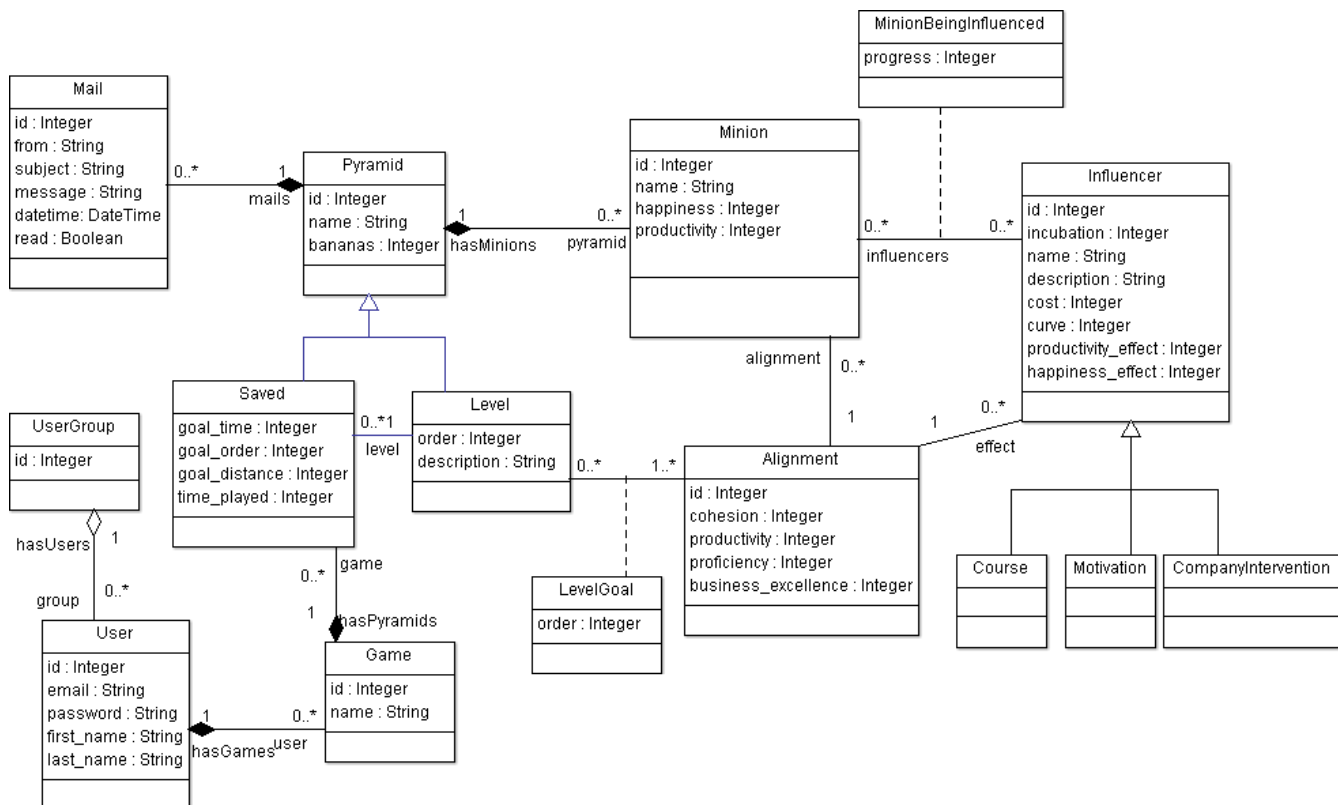 MinionBeingInfluenced
progress : Integer
Mail
id : Integer
from : String
subject : String
message : String
datetime: DateTime
read : Boolean
0..*
1
mails
Pyramid
id : Integer
name : String
bananas : Integer
1
0..*
hasMinions
pyramid
Minion
id : Integer
name : String
happiness : Integer
productivity : Integer
0..*
0..*
influencers
Influencer
id : Integer
incubation : Integer
name : String
description : String
cost : Integer
curve : Integer
productivity_effect : Integer
happiness_effect : Integer
alignment
0..*
1
1
0..*
effect
Saved
goal_time : Integer
goal_order : Integer
goal_distance : Integer
time_played : Integer
0..*1
level
Level
order : Integer
description : String
0..*
1..*
Alignment
id : Integer
cohesion : Integer
productivity : Integer
proficiency : Integer
business_excellence : Integer
UserGroup
id : Integer
hasUsers
1
group
0..*
game
0..*
1
hasPyramids
LevelGoal
order : Integer
Course
Motivation
CompanyIntervention
User
id : Integer
email : String
password : String
first_name : String
last_name : String
1
0..*
hasGames
user
Game
id : Integer
name : String